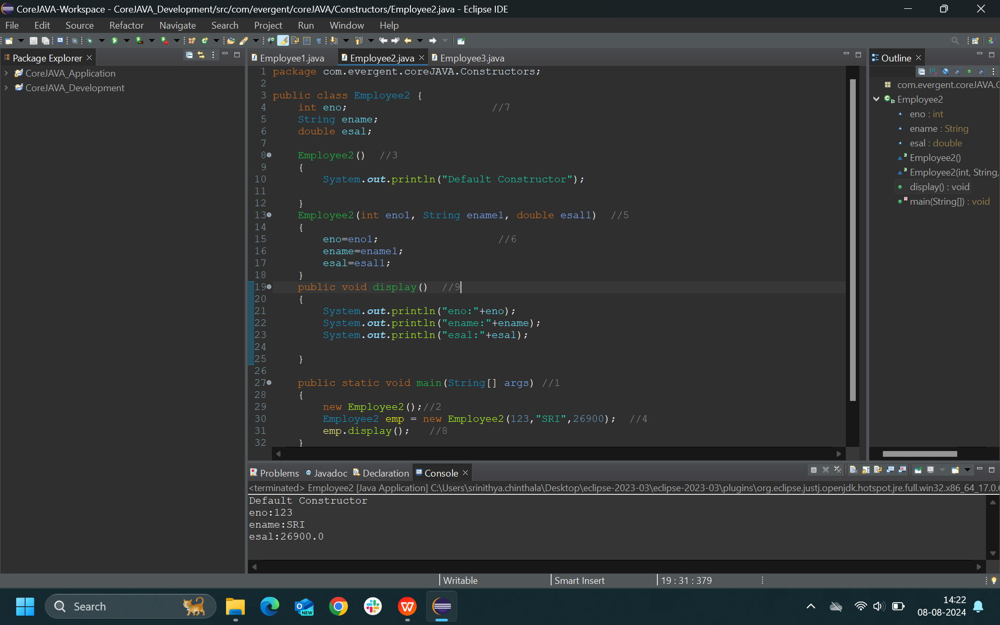 CoreJAVA-Workspace - CoreJAVA_Development/src/com/evergent/coreJAVA/Constructors/Employee2.java - Eclipse IDE
File Edit Source Refactor Navigate Search Project Run Window Help
Package Explorer
CoreJAVA_Application
CoreJAVA_Development
Employee1.java Employee2.java Employee3.java
1 package com.evergent.coreJAVA.Constructors;
2
3 public class Employee2 {
4     int eno;                       //7
5     String ename;
6     double esal;
7
8     Employee2()  //3
9     {
10         System.out.println("Default Constructor");
11
12     }
13     Employee2(int eno1, String ename1, double esal1)  //5
14     {
15         eno=eno1;                   //6
16         ename=ename1;
17         esal=esal1;
18     }
19     public void display()  //9
20     {
21         System.out.println("eno:"+eno);
22         System.out.println("ename:"+ename);
23         System.out.println("esal:"+esal);
24
25     }
26
27     public static void main(String[] args) //1
28     {
29         new Employee2();//2
30         Employee2 emp = new Employee2(123,"SRI",26900);  //4
31         emp.display();   //8
32     }
Outline
com.evergent.coreJAVA.C
Employee2
eno : int
ename : String
esal : double
Employee2()
Employee2(int, String,
display() : void
main(String[]) : void
Problems Javadoc Declaration Console
<terminated> Employee2 [Java Application] C:\Users\srinithya.chinthala\Desktop\eclipse-2023-03\eclipse-2023-03\plugins\org.eclipse.justj.openjdk.hotspot.jre.full.win32.x86_64_17.0.
Default Constructor
eno:123
ename:SRI
esal:26900.0
Writable Smart Insert 19 : 31 : 379
Search
NEW
14:22
08-08-2024